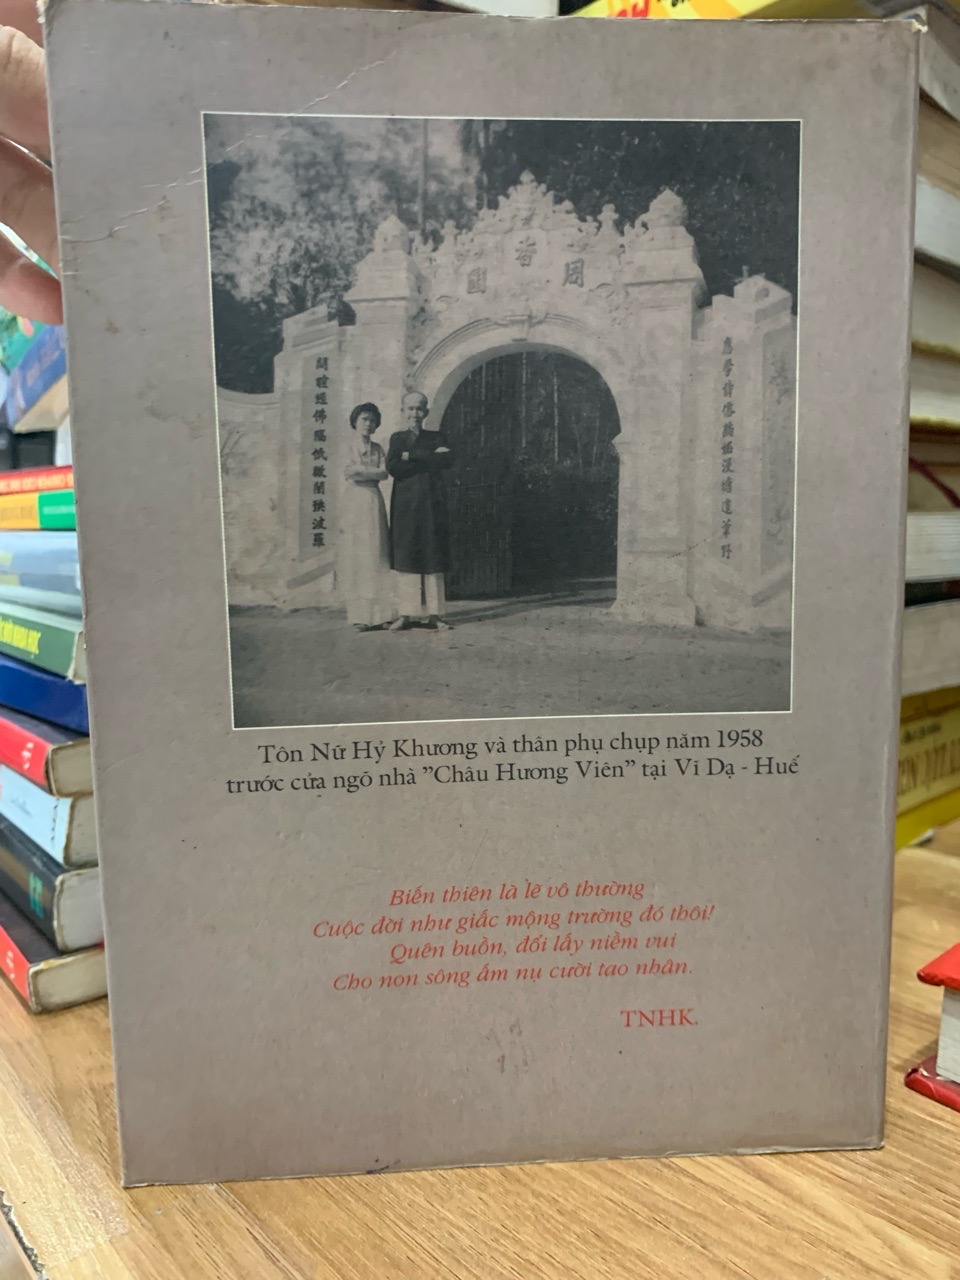 園 香 周
Tôn Nữ Hỷ Khương và thân phụ chụp năm 1958
trước cửa ngõ nhà "Châu Hương Viên" tại Vĩ Dạ - Huế
Biến thiên là lẽ vô thường
Cuộc đời như giấc mộng trường đó thôi!
Quên buồn, đổi lấy niềm vui
Cho non sông ấm nụ cười tao nhân.
TNHK.